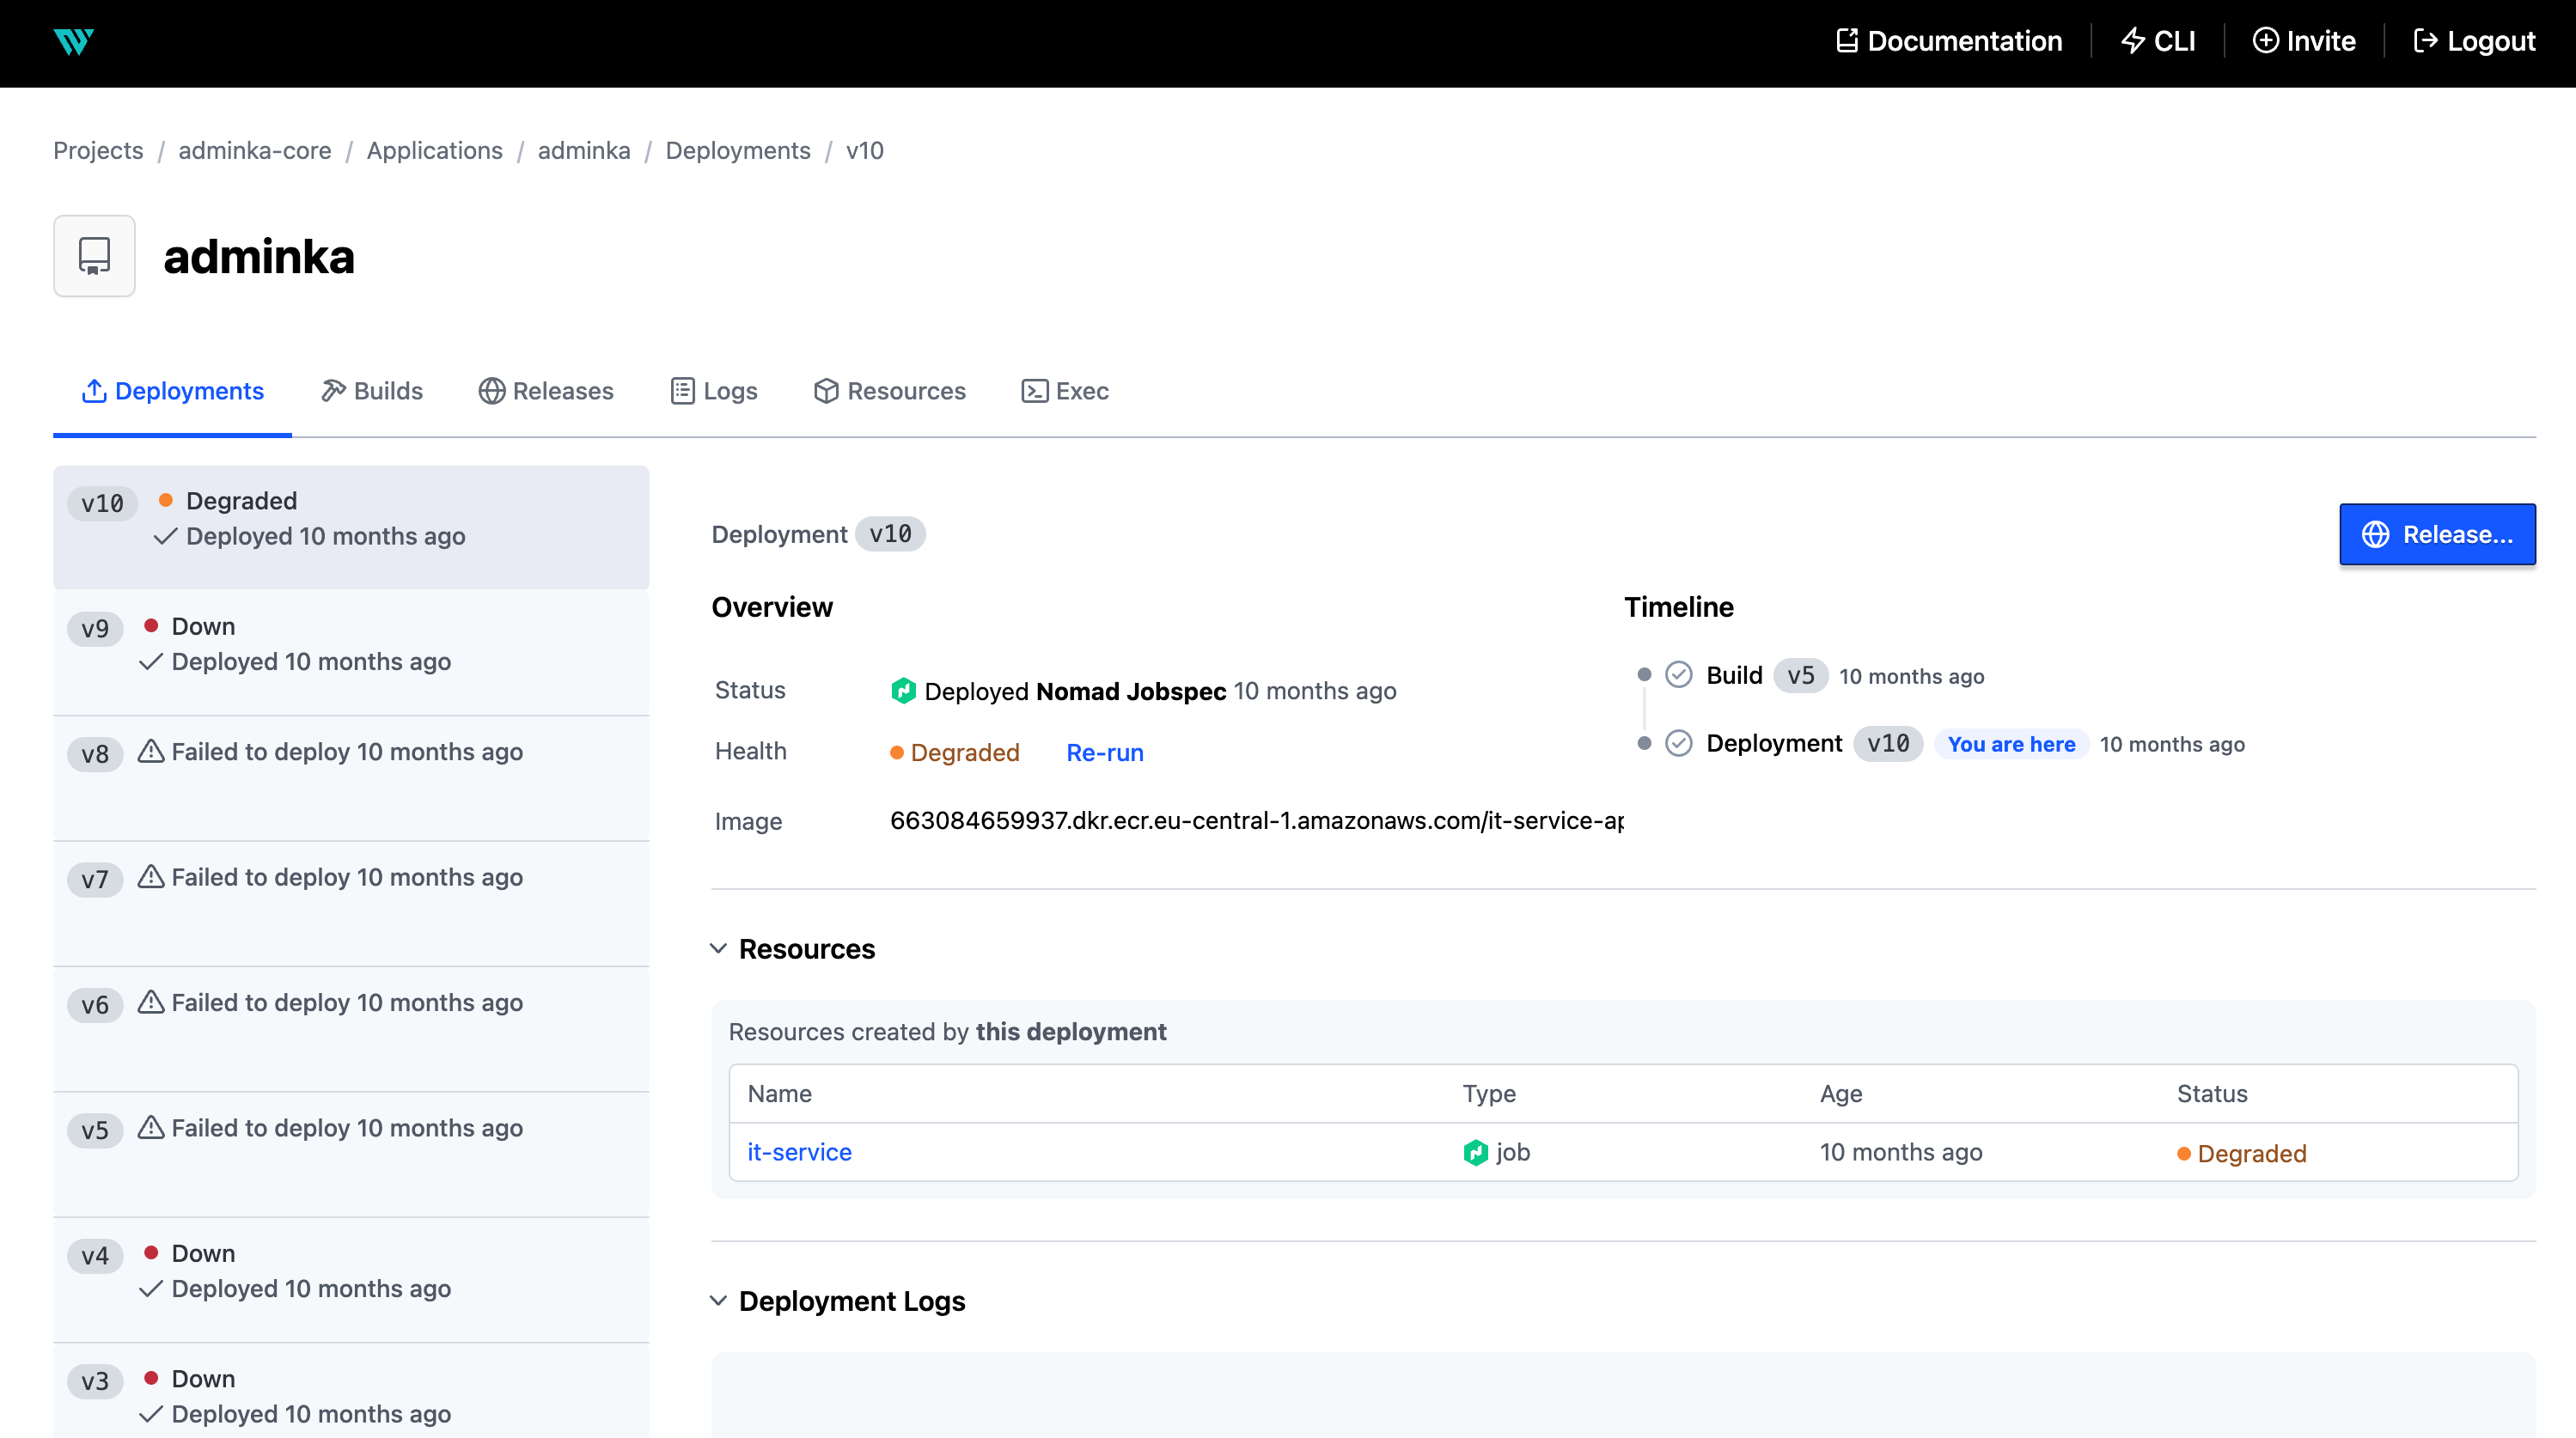 Documentation CLI Invite Logout
Projects / adminka-core / Applications / adminka / Deployments / v10
adminka
Deployments Builds Releases Logs Resources Exec
v10 Degraded
Deployed 10 months ago
v9 Down
Deployed 10 months ago
v8 Failed to deploy 10 months ago
v7 Failed to deploy 10 months ago
v6 Failed to deploy 10 months ago
v5 Failed to deploy 10 months ago
v4 Down
Deployed 10 months ago
v3 Down
Deployed 10 months ago
Deployment v10
Release...
Overview
Status Deployed Nomad Jobspec 10 months ago
Health Degraded Re-run
Image 663084659937.dkr.ecr.eu-central-1.amazonaws.com/it-service-ap
Timeline
Build v5 10 months ago
Deployment v10 You are here 10 months ago
Resources
Resources created by this deployment
Name Type Age Status
it-service job 10 months ago Degraded
Deployment Logs